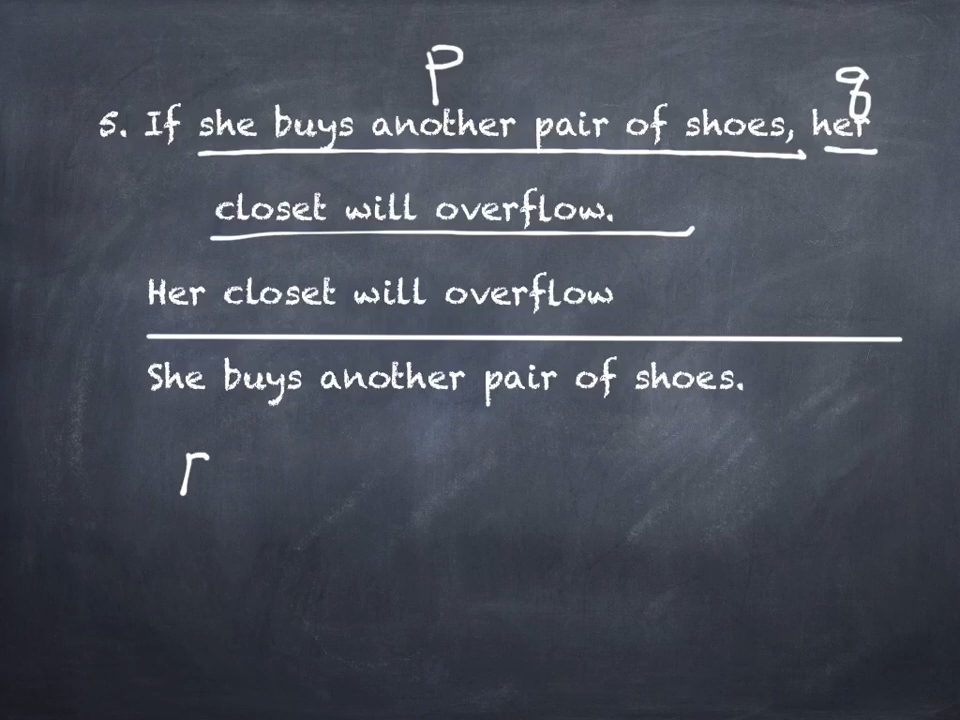 p
q
5. If she buys another pair of shoes, her
closet will overflow.
Her closet will overflow
She buys another pair of shoes.